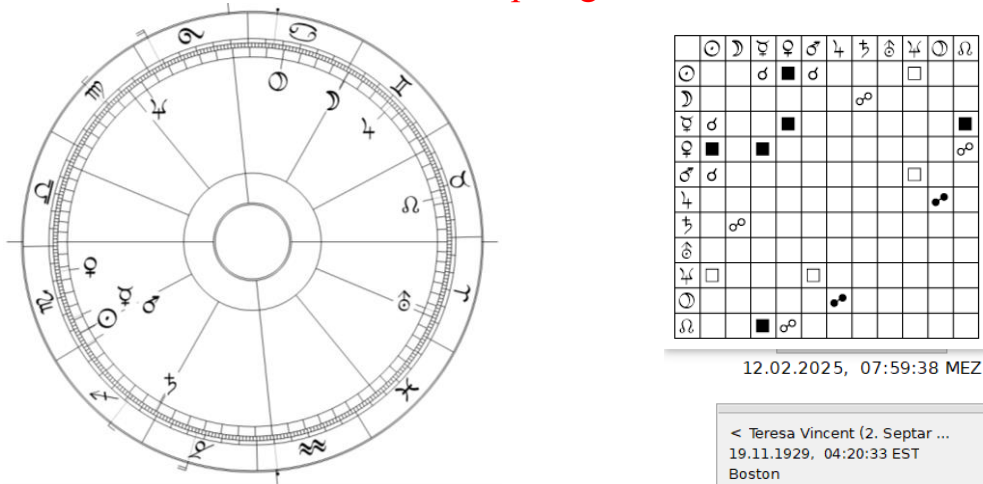 12.02.2025, 07:59:38 MEZ
< Teresa Vincent (2. Septar ...
19.11.1929, 04:20:33 EST
Boston